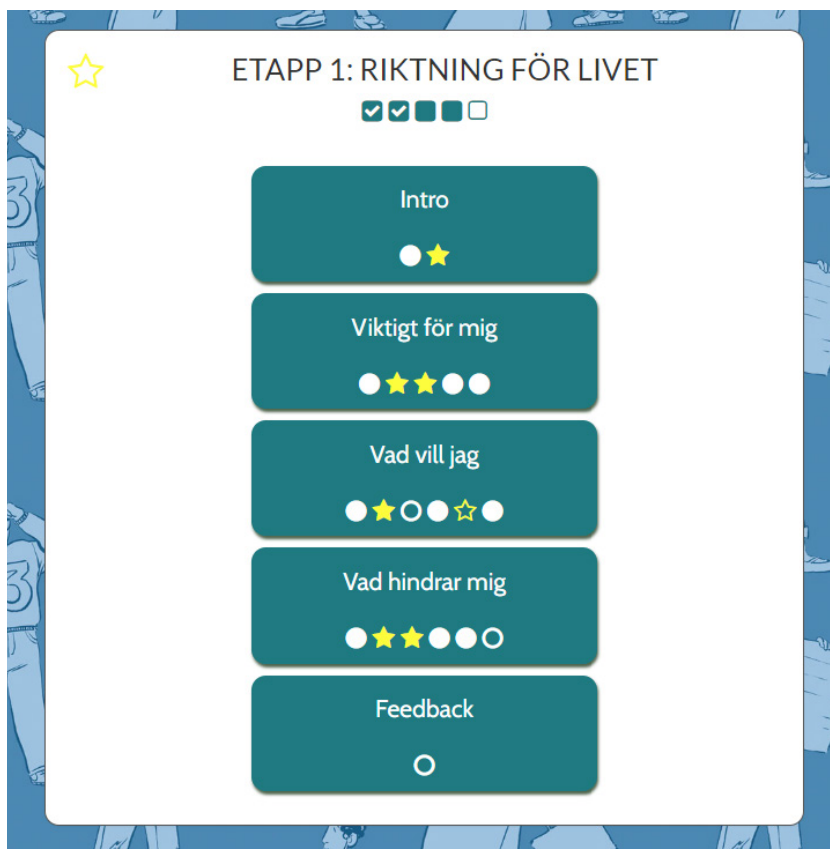 ETAPP 1: RIKTNING FÖR LIVET
Intro
Viktigt för mig
Vad vill jag
Vad hindrar mig
Feedback